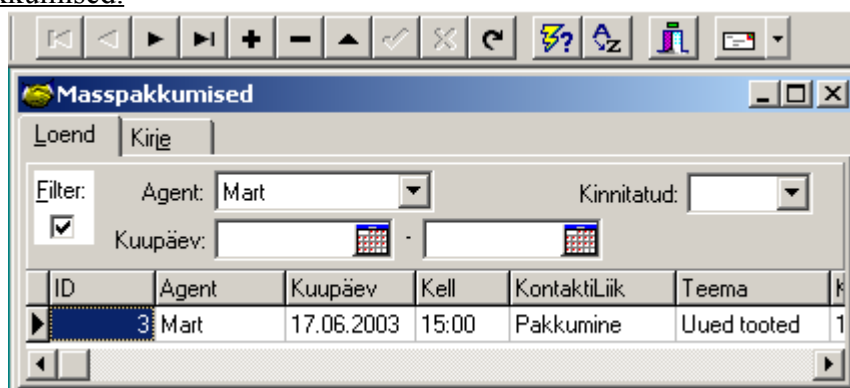 Masspakkumised
Loend Kirje
Filter: Agent: Mart Kinnitatud:
Kuupäev: -
ID Agent Kuupäev Kell KontaktiLiik Teema
3 Mart 17.06.2003 15:00 Pakkumine Uued tooted 1